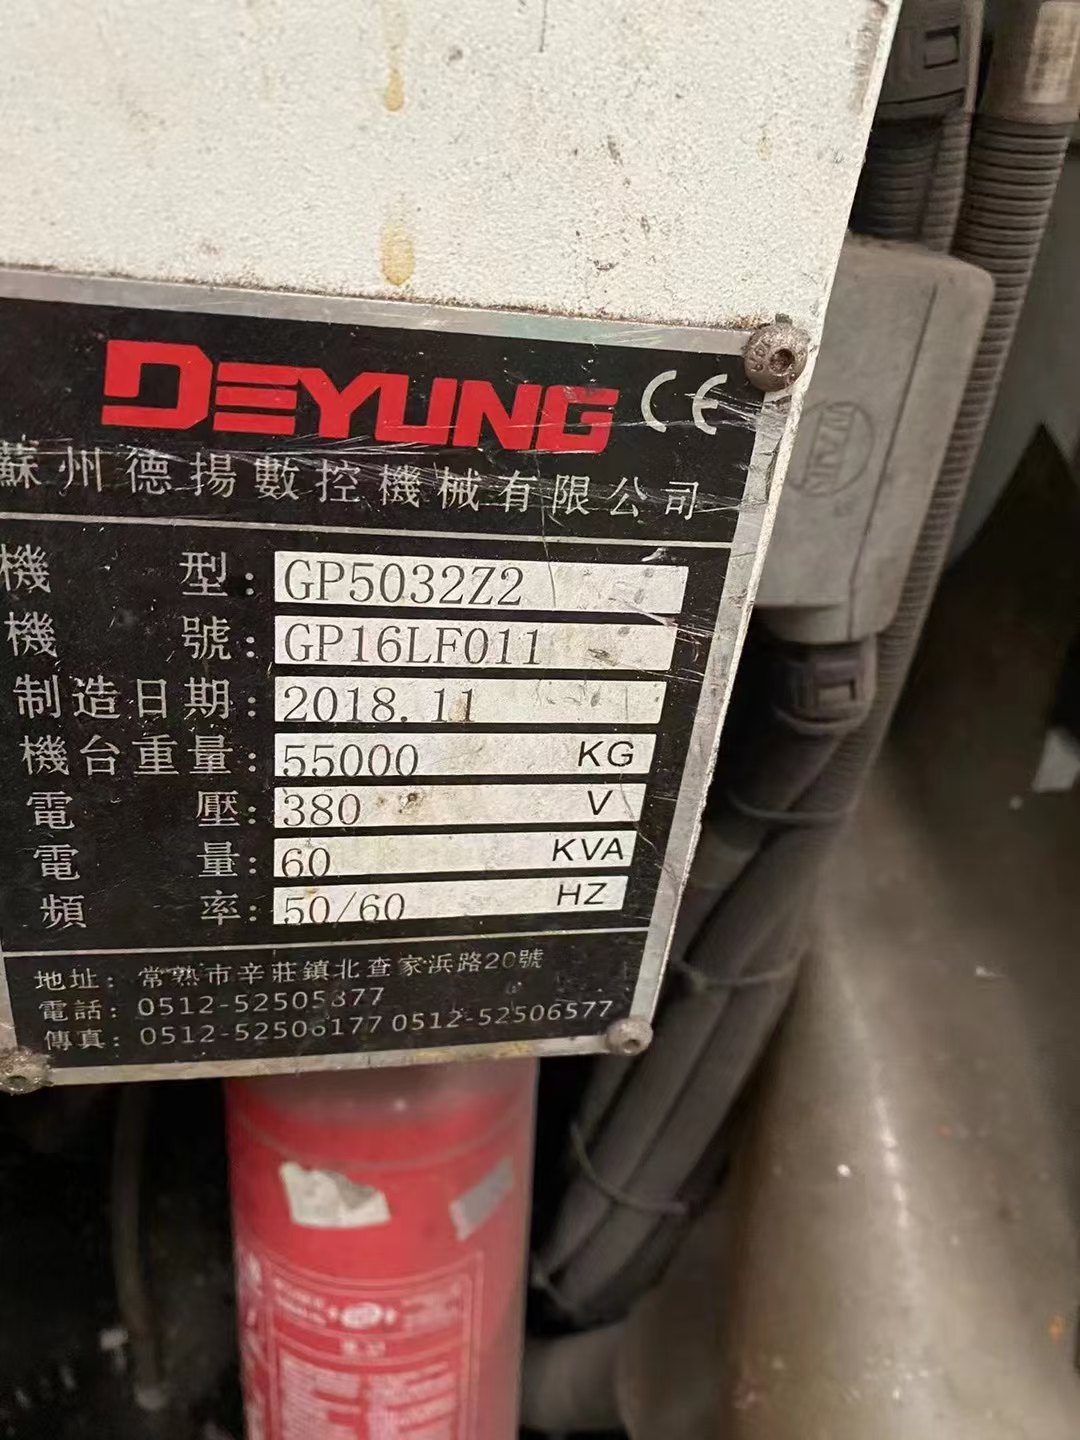 DEYUNG CE
蘇州德揚數控機械有限公司
機型: GP5032Z2
機號: GP16LF011
制造日期: 2018.11
機台重量: 55000 KG
電壓: 380 V
電量: 60 KVA
頻率: 50/60 HZ
地址: 常熟市辛莊鎮北查家浜路20號
電話: 0512-52505377
傳真: 0512-52506177 0512-52506577